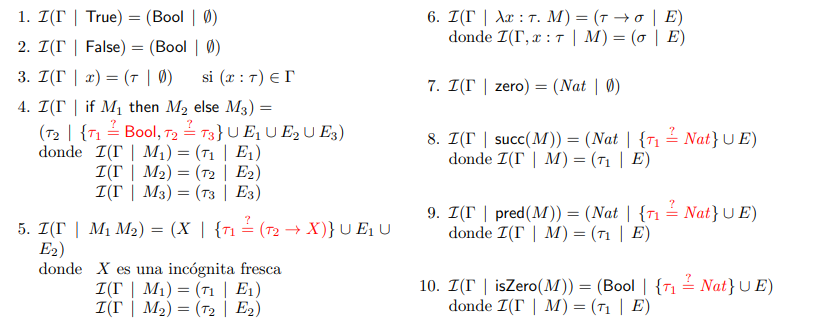 1. ℐ(Γ | True) = (Bool | ∅)
2. ℐ(Γ | False) = (Bool | ∅)
3. ℐ(Γ | x) = (τ | ∅) si (x : τ) ∈ Γ
4. ℐ(Γ | if M₁ then M₂ else M₃) =
(τ₂ | {τ₁ ≟ Bool, τ₂ ≟ τ₃} ∪ E₁ ∪ E₂ ∪ E₃)
donde ℐ(Γ | M₁) = (τ₁ | E₁)
ℐ(Γ | M₂) = (τ₂ | E₂)
ℐ(Γ | M₃) = (τ₃ | E₃)
5. ℐ(Γ | M₁ M₂) = (X | {τ₁ ≟ (τ₂ → X)} ∪ E₁ ∪
E₂)
donde X es una incógnita fresca
ℐ(Γ | M₁) = (τ₁ | E₁)
ℐ(Γ | M₂) = (τ₂ | E₂)
6. ℐ(Γ | λx : τ. M) = (τ → σ | E)
donde ℐ(Γ, x : τ | M) = (σ | E)
7. ℐ(Γ | zero) = (Nat | ∅)
8. ℐ(Γ | succ(M)) = (Nat | {τ₁ ≟ Nat} ∪ E)
donde ℐ(Γ | M) = (τ₁ | E)
9. ℐ(Γ | pred(M)) = (Nat | {τ₁ ≟ Nat} ∪ E)
donde ℐ(Γ | M) = (τ₁ | E)
10. ℐ(Γ | isZero(M)) = (Bool | {τ₁ ≟ Nat} ∪ E)
donde ℐ(Γ | M) = (τ₁ | E)